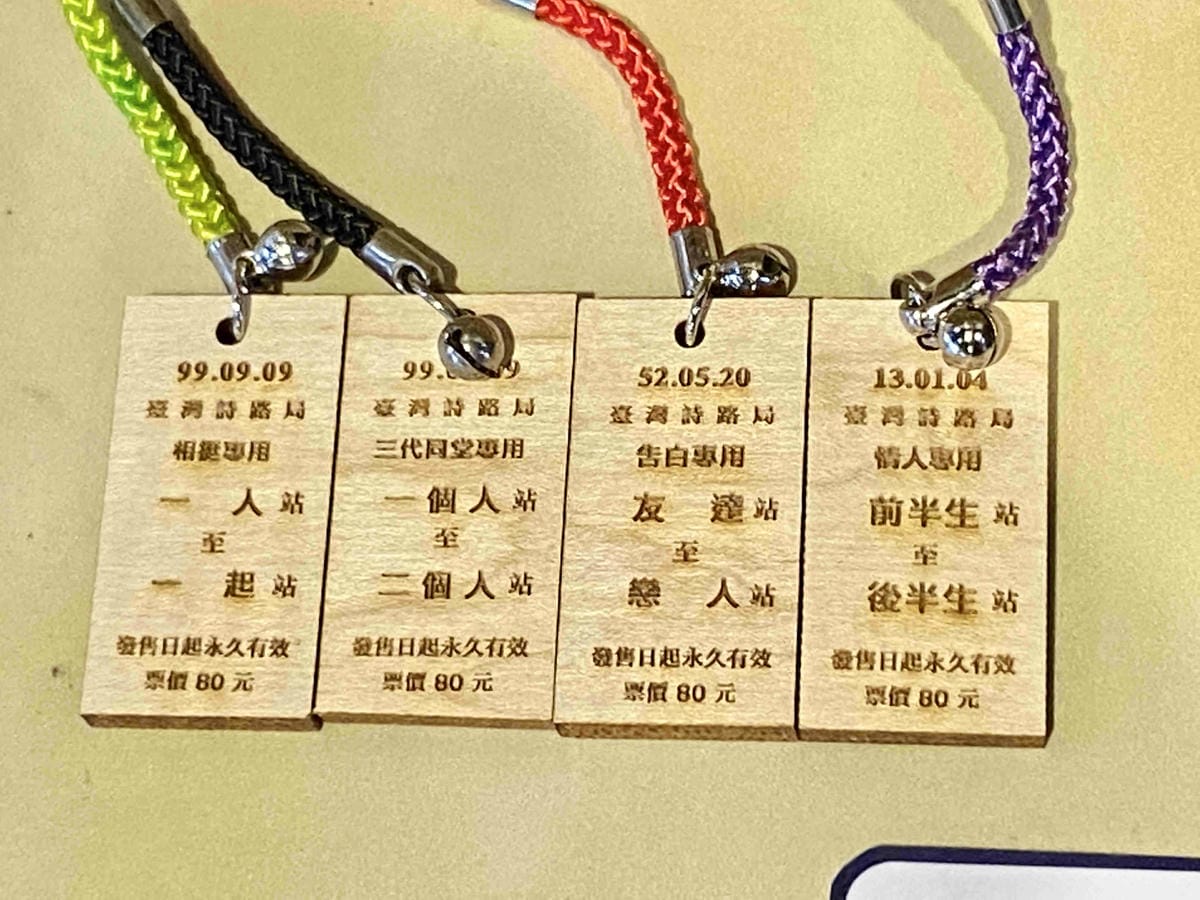 99.09.09
臺灣詩路局
相挺專用
一 人站
至
一 起站
發售日起永久有效
票價 80 元
臺灣詩路局
三代同堂專用
一個人站
至
二個人站
發售日起永久有效
票價 80 元
52.05.20
臺灣詩路局
告白專用
友 達站
至
戀 人站
發售日起永久有效
票價 80 元
13.01.04
臺灣詩路局
情人專用
前半生站
至
後半生站
發售日起永久有效
票價 80 元